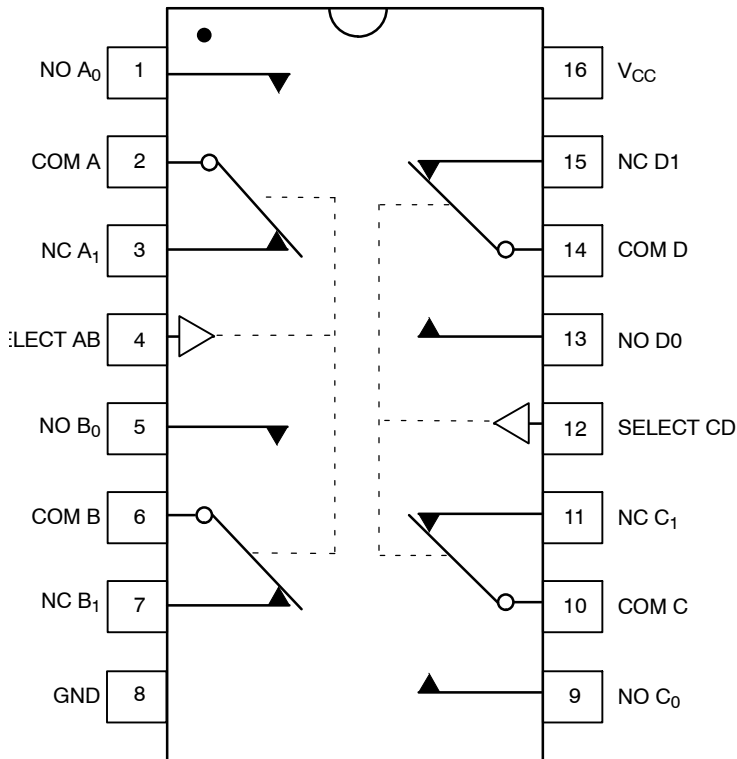 NO A₀ 1
COM A 2
NC A₁ 3
ELECT AB 4
NO B₀ 5
COM B 6
NC B₁ 7
GND 8
16 VCC
15 NC D1
14 COM D
13 NO D0
12 SELECT CD
11 NC C₁
10 COM C
9 NO C₀